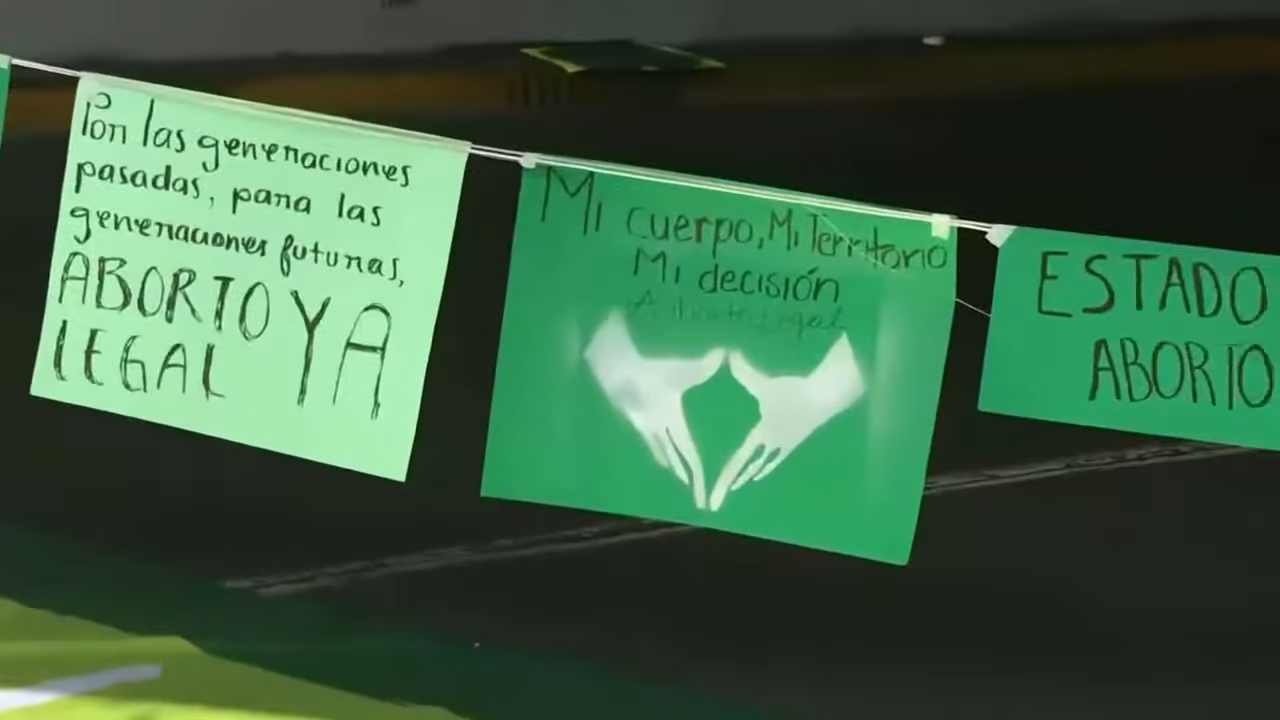 Por las generaciones
pasadas, para las
generaciones futuras,
ABORTO YA
LEGAL
Mi cuerpo, Mi Territorio
Mi decisión
Legal
ESTADO
ABORTO